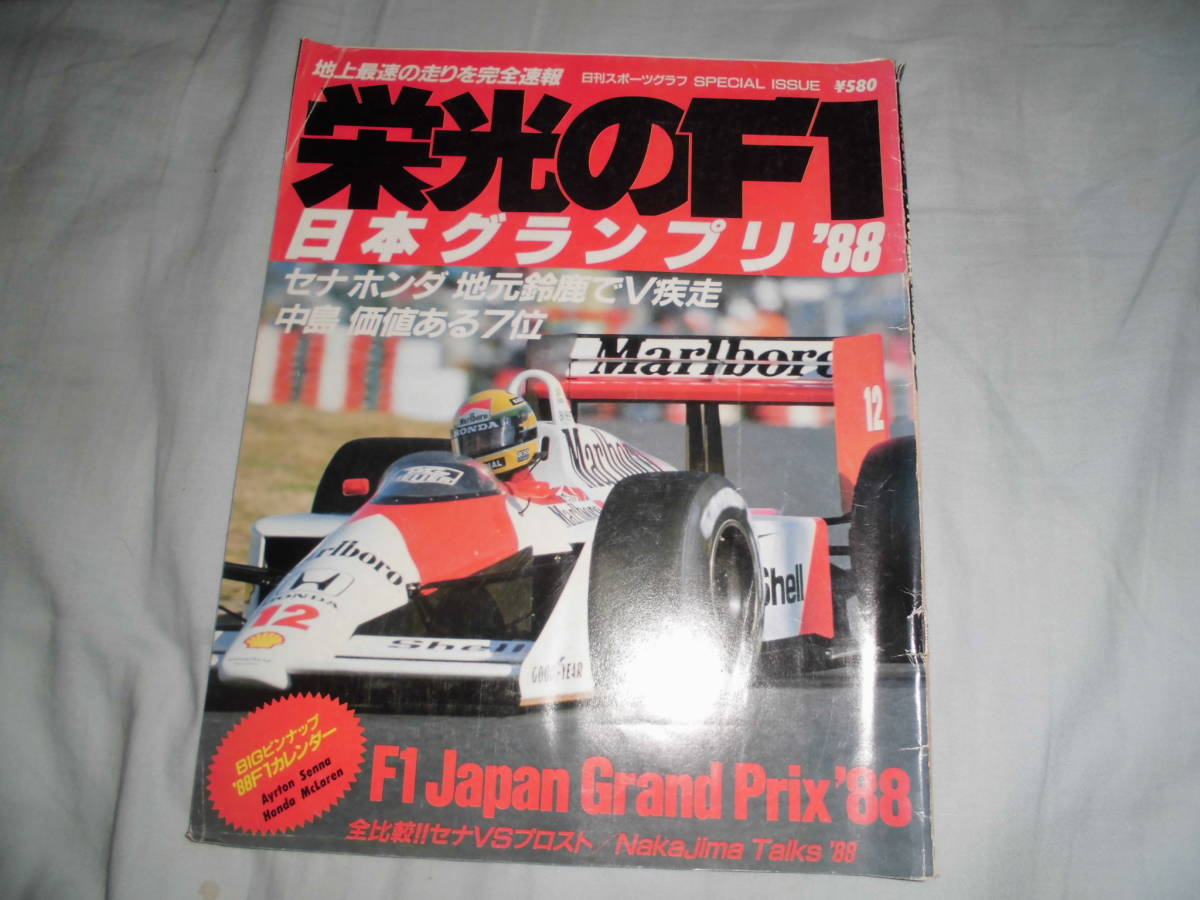 地上最速の走りを完全速報 日刊スポーツグラフ SPECIAL ISSUE ¥580
栄光のF1
日本グランプリ'88
セナホンダ 地元鈴鹿でV疾走
中島 価値ある7位
Marlboro
12
Marlboro
HONDA
Marlboro
Marlboro
Marlboro
HONDA
12
Shell
Shell
GOODYEAR
BIGピンナップ
'88F1カレンダー
Ayrton Senna
Honda McLaren
F1 Japan Grand Prix '88
全比較!!セナVSプロスト/Nakajima Talks '88